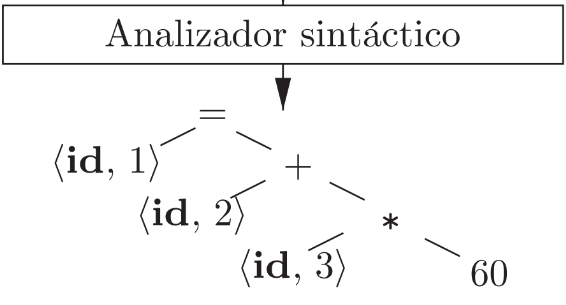 Analizador sintáctico
=
⟨id, 1⟩
+
⟨id, 2⟩
*
⟨id, 3⟩
60